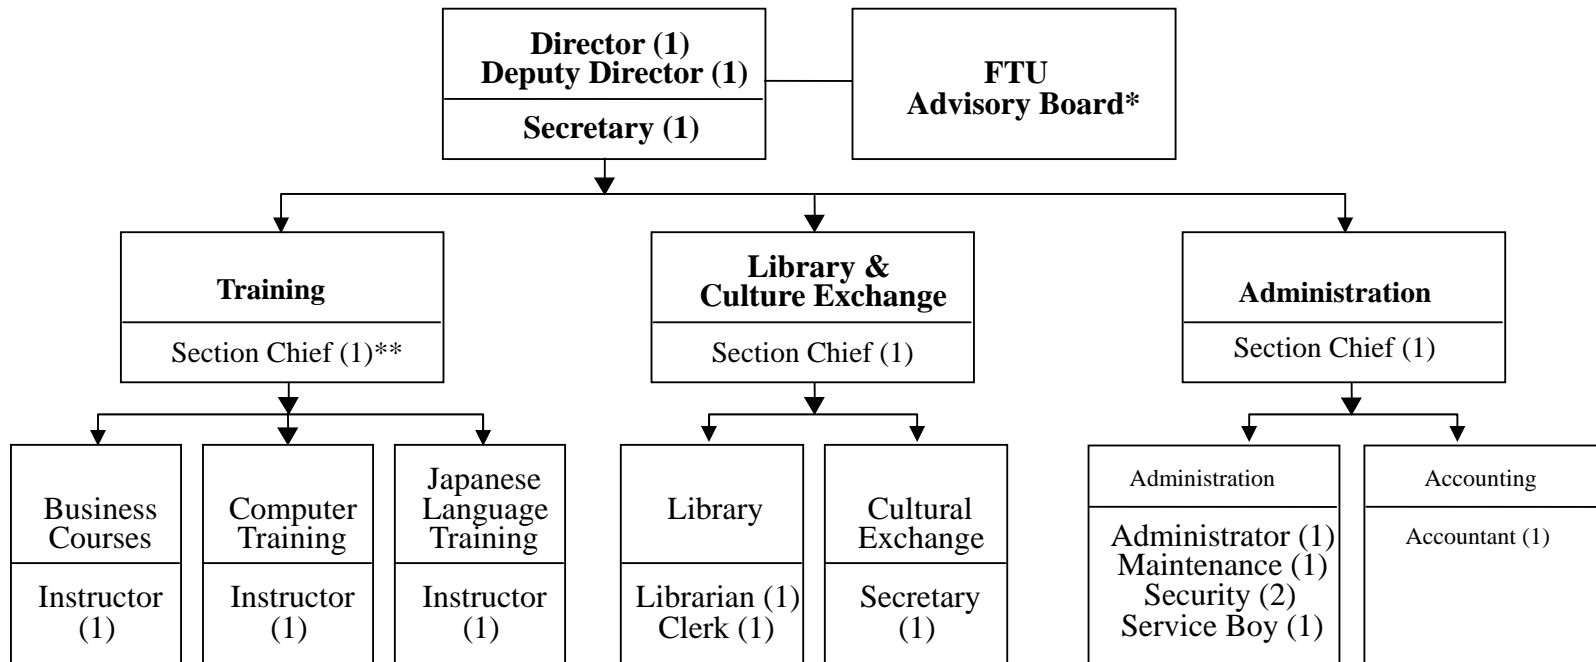 Director (1)
Deputy Director (1)
Secretary (1)
FTU
Advisory Board*
Training
Section Chief (1)**
Library &
Culture Exchange
Section Chief (1)
Administration
Section Chief (1)
Business
Courses
Instructor
(1)
Computer
Training
Instructor
(1)
Japanese
Language
Training
Instructor
(1)
Library
Librarian (1)
Clerk (1)
Cultural
Exchange
Secretary
(1)
Administration
Administrator (1)
Maintenance (1)
Security (2)
Service Boy (1)
Accounting
Accountant (1)